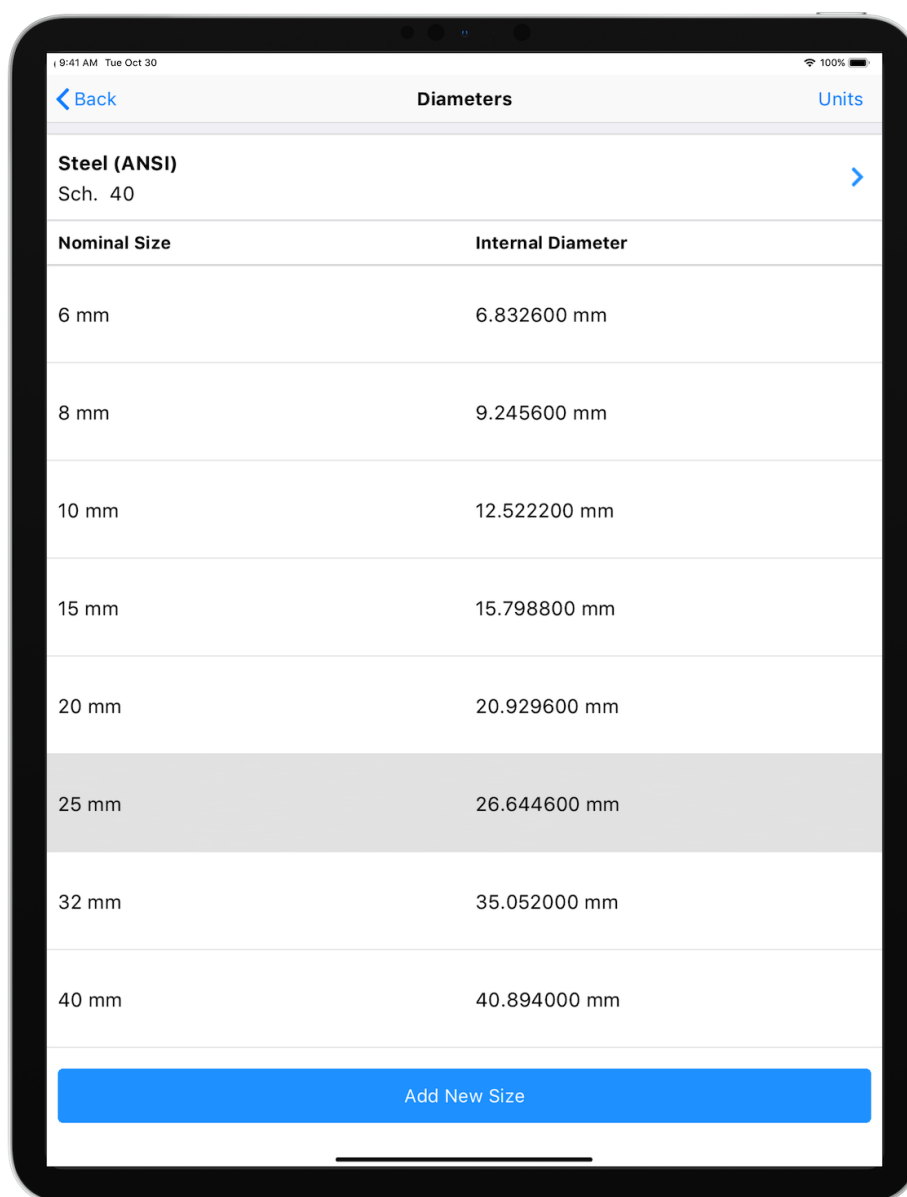 9:41 AM Tue Oct 30 100%
Back Diameters Units
Steel (ANSI)
Sch. 40
Nominal Size Internal Diameter
6 mm 6.832600 mm
8 mm 9.245600 mm
10 mm 12.522200 mm
15 mm 15.798800 mm
20 mm 20.929600 mm
25 mm 26.644600 mm
32 mm 35.052000 mm
40 mm 40.894000 mm
Add New Size